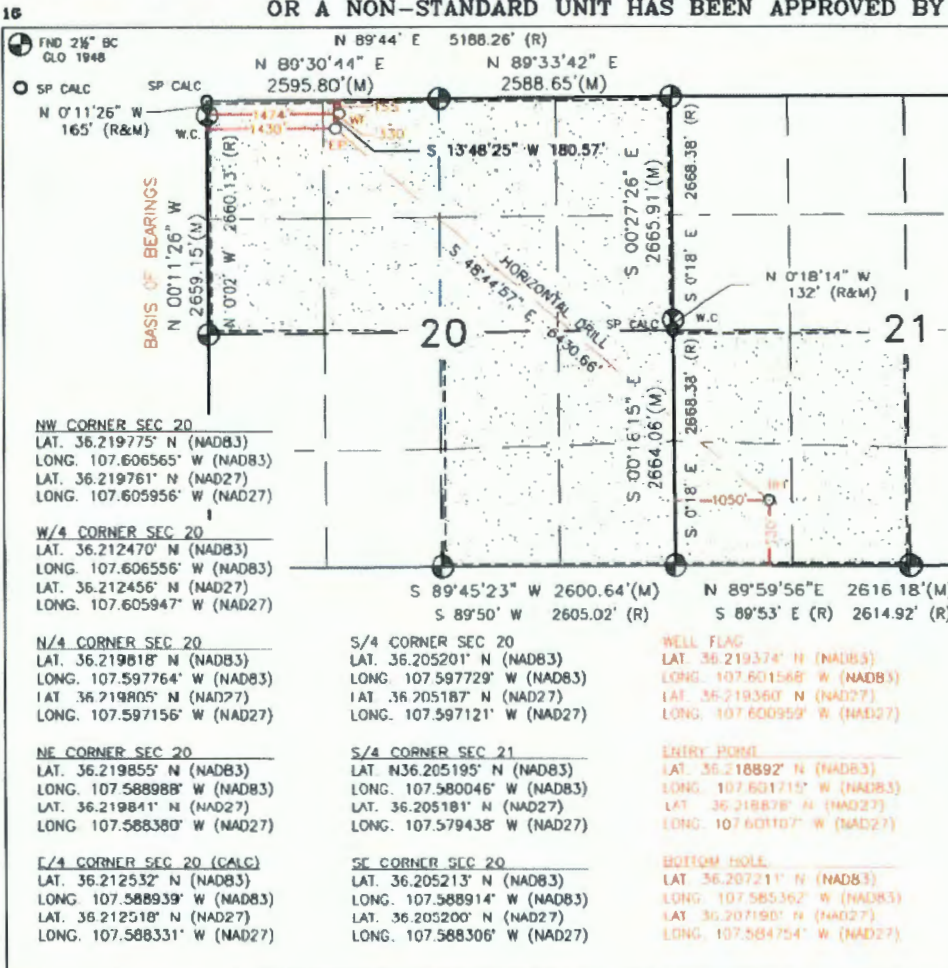 16
OR A NON-STANDARD UNIT HAS BEEN APPROVED BY
FND 2½" BC
GLO 1948
SP CALC
N 89°44' E 5188.26' (R)
N 89°30'44" E
2595.80'(M)
N 89°33'42" E
2588.65'(M)
SP CALC
N 0°11'26" W
165' (R&M)
W.C.
1474'
1430'
155'
WF
330'
EP
S 13°48'25" W 180.57'
BASIS OF BEARINGS
N 00°11'26" W
2659.15'(M)
N 0°02' W 2660.13' (R)
HORIZONTAL DRILL
S 48°44'57" E 6430.66'
S 00°27'26" E
2665.91'(M)
S 0°18' E 2668.38' (R)
N 0°18'14" W
132' (R&M)
SP CALC
W.C
20
21
S 00°16'15" E
2664.06'(M)
S 0°18' E 2668.38' (R)
1050'
S 89°45'23" W 2600.64'(M)
S 89°50' W 2605.02' (R)
N 89°59'56"E 2616.18'(M
S 89°53' E (R) 2614.92' (R
NW CORNER SEC 20
LAT. 36.219775° N (NAD83)
LONG. 107.606565° W (NAD83)
LAT. 36.219761° N (NAD27)
LONG. 107.605956° W (NAD27)
W/4 CORNER SEC 20
LAT. 36.212470° N (NAD83)
LONG. 107.606556° W (NAD83)
LAT. 36.212456° N (NAD27)
LONG. 107.605947° W (NAD27)
N/4 CORNER SEC 20
LAT. 36.219818° N (NAD83)
LONG. 107.597764° W (NAD83)
LAT .36.219805° N (NAD27)
LONG. 107.597156° W (NAD27)
NE CORNER SEC 20
LAT. 36.219855° N (NAD83)
LONG. 107.588988° W (NAD83)
LAT. 36.219841° N (NAD27)
LONG 107.588380° W (NAD27)
E/4 CORNER SEC 20 (CALC)
LAT. 36.212532° N (NAD83)
LONG. 107.588939° W (NAD83)
LAT. 36.212518° N (NAD27)
LONG. 107.588331° W (NAD27)
S/4 CORNER SEC 20
LAT. 36.205201° N (NAD83)
LONG. 107.597729° W (NAD83)
LAT .36.205187° N (NAD27)
LONG. 107.597121° W (NAD27)
S/4 CORNER SEC 21
LAT. N36.205195° N (NAD83)
LONG. 107.580046° W (NAD83)
LAT. 36.205181° N (NAD27)
LONG. 107.579438° W (NAD27)
SE CORNER SEC 20
LAT. 36.205213° N (NAD83)
LONG. 107.588914° W (NAD83)
LAT. 36.205200° N (NAD27)
LONG. 107.588306° W (NAD27)
WELL FLAG
LAT. 36.219374° N (NAD83)
LONG. 107.601568° W (NAD83)
LAT. 36.219360° N (NAD27)
LONG. 107.600959° W (NAD27)
ENTRY POINT
LAT. 36.218892° N (NAD83)
LONG. 107.601715° W (NAD83)
LAT 36.218878° N (NAD27)
LONG. 107.601107° W (NAD27)
BOTTOM HOLE
LAT. 36.207211° N (NAD83)
LONG. 107.585362° W (NAD83)
LAT 36.207198° N (NAD27)
LONG. 107.584754° W (NAD27)